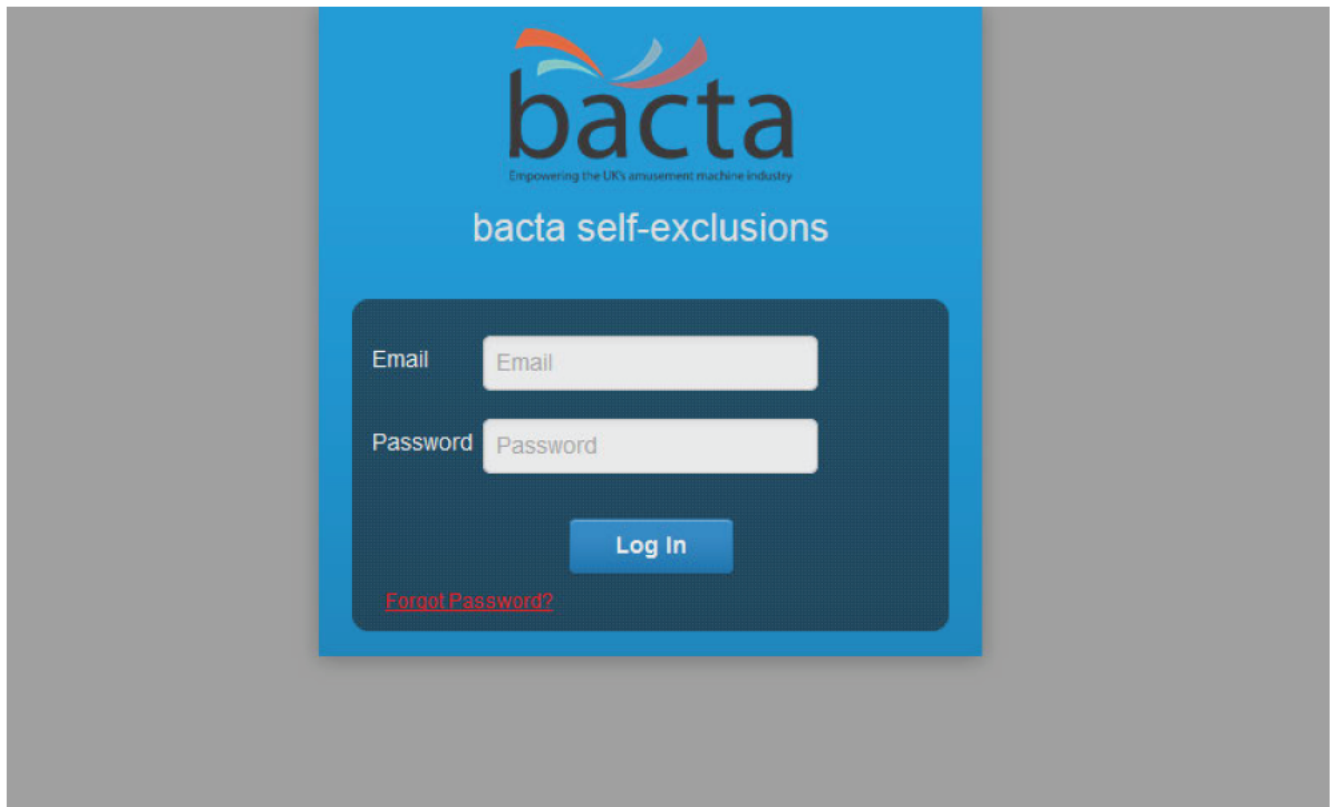 bacta
Empowering the UK's amusement machine industry
bacta self-exclusions
Email Email
Password Password
Log In
Forgot Password?